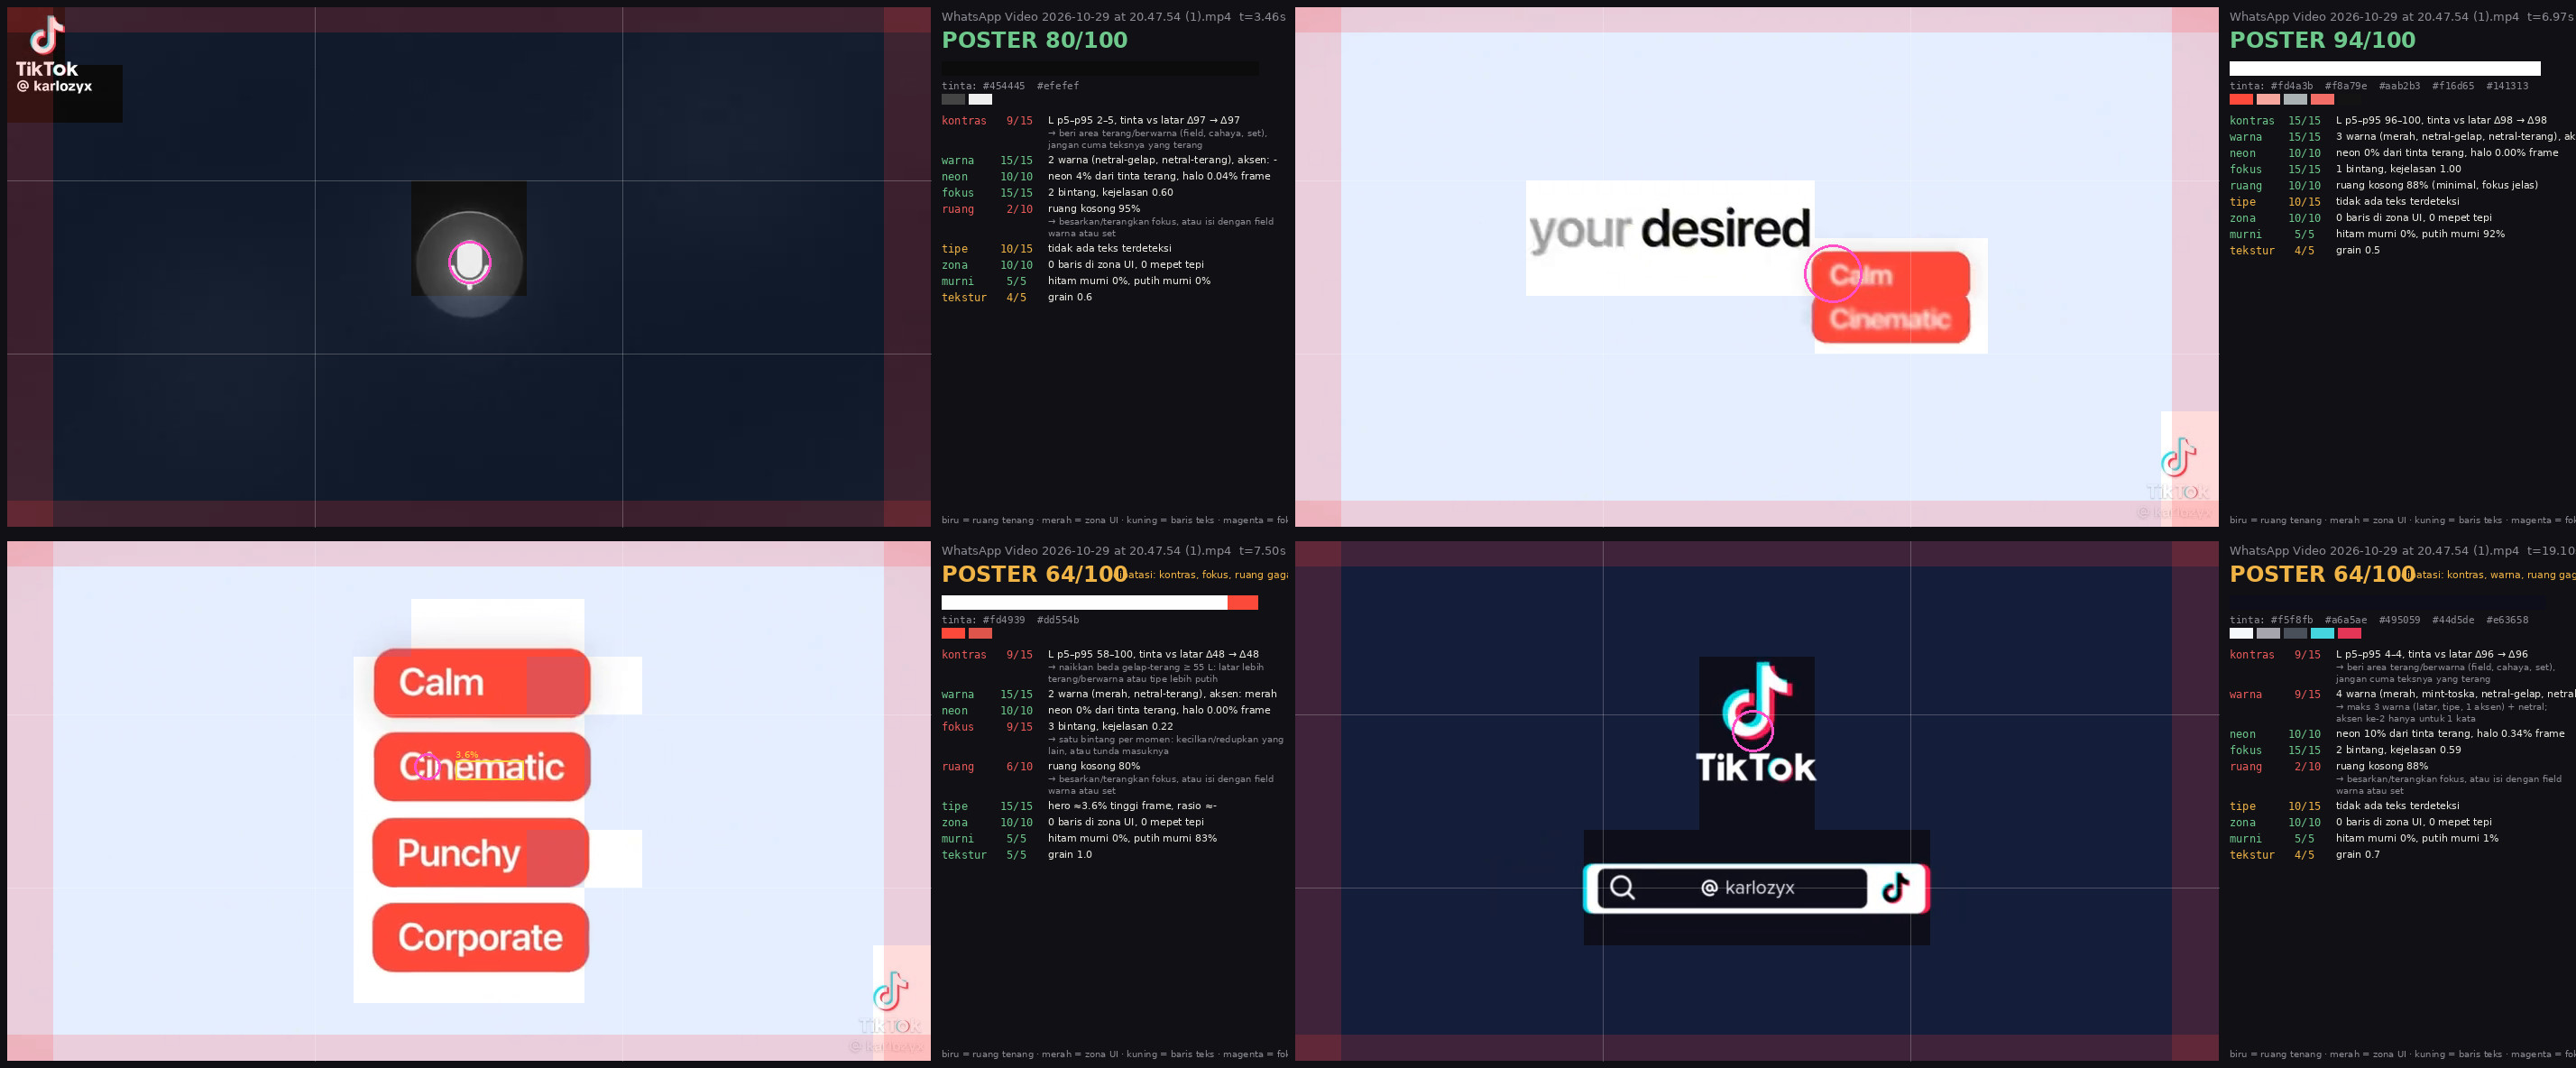 TikTok
@ karlozyx
WhatsApp Video 2026-10-29 at 20.47.54 (1).mp4 t=3.46s
POSTER 80/100
tinta: #454445 #efefef
kontras 9/15 L p5–p95 2–5, tinta vs latar Δ97 → Δ97
→ beri area terang/berwarna (field, cahaya, set),
jangan cuma teksnya yang terang
warna 15/15 2 warna (netral-gelap, netral-terang), aksen: -
neon 10/10 neon 4% dari tinta terang, halo 0.04% frame
fokus 15/15 2 bintang, kejelasan 0.60
ruang 2/10 ruang kosong 95%
→ besarkan/terangkan fokus, atau isi dengan field
warna atau set
tipe 10/15 tidak ada teks terdeteksi
zona 10/10 0 baris di zona UI, 0 mepet tepi
murni 5/5 hitam murni 0%, putih murni 0%
tekstur 4/5 grain 0.6
biru = ruang tenang · merah = zona UI · kuning = baris teks · magenta = fok
your desired
Calm
Cinematic
TikTok
@ karlozyx
WhatsApp Video 2026-10-29 at 20.47.54 (1).mp4 t=6.97s
POSTER 94/100
tinta: #fd4a3b #f8a79e #aab2b3 #f16d65 #141313
kontras 15/15 L p5–p95 96–100, tinta vs latar Δ98 → Δ98
warna 15/15 3 warna (merah, netral-gelap, netral-terang), ak
neon 10/10 neon 0% dari tinta terang, halo 0.00% frame
fokus 15/15 1 bintang, kejelasan 1.00
ruang 10/10 ruang kosong 88% (minimal, fokus jelas)
tipe 10/15 tidak ada teks terdeteksi
zona 10/10 0 baris di zona UI, 0 mepet tepi
murni 5/5 hitam murni 0%, putih murni 92%
tekstur 4/5 grain 0.5
biru = ruang tenang · merah = zona UI · kuning = baris teks · magenta = fok
Calm
3.6%
Cinematic
Punchy
Corporate
TikTok
@ karlozyx
WhatsApp Video 2026-10-29 at 20.47.54 (1).mp4 t=7.50s
POSTER 64/100 atasi: kontras, fokus, ruang gaga
tinta: #fd4939 #dd554b
kontras 9/15 L p5–p95 58–100, tinta vs latar Δ48 → Δ48
→ naikkan beda gelap-terang ≥ 55 L: latar lebih
terang/berwarna atau tipe lebih putih
warna 15/15 2 warna (merah, netral-terang), aksen: merah
neon 10/10 neon 0% dari tinta terang, halo 0.00% frame
fokus 9/15 3 bintang, kejelasan 0.22
→ satu bintang per momen: kecilkan/redupkan yang
lain, atau tunda masuknya
ruang 6/10 ruang kosong 80%
→ besarkan/terangkan fokus, atau isi dengan field
warna atau set
tipe 15/15 hero ≈3.6% tinggi frame, rasio ≈-
zona 10/10 0 baris di zona UI, 0 mepet tepi
murni 5/5 hitam murni 0%, putih murni 83%
tekstur 5/5 grain 1.0
biru = ruang tenang · merah = zona UI · kuning = baris teks · magenta = fok
TikTok
@ karlozyx
WhatsApp Video 2026-10-29 at 20.47.54 (1).mp4 t=19.10
POSTER 64/100 atasi: kontras, warna, ruang gag
tinta: #f5f8fb #a6a5ae #495059 #44d5de #e63658
kontras 9/15 L p5–p95 4–4, tinta vs latar Δ96 → Δ96
→ beri area terang/berwarna (field, cahaya, set),
jangan cuma teksnya yang terang
warna 9/15 4 warna (merah, mint-toska, netral-gelap, netral
→ maks 3 warna (latar, tipe, 1 aksen) + netral;
aksen ke-2 hanya untuk 1 kata
neon 10/10 neon 10% dari tinta terang, halo 0.34% frame
fokus 15/15 2 bintang, kejelasan 0.59
ruang 2/10 ruang kosong 88%
→ besarkan/terangkan fokus, atau isi dengan field
warna atau set
tipe 10/15 tidak ada teks terdeteksi
zona 10/10 0 baris di zona UI, 0 mepet tepi
murni 5/5 hitam murni 0%, putih murni 1%
tekstur 4/5 grain 0.7
biru = ruang tenang · merah = zona UI · kuning = baris teks · magenta = fok